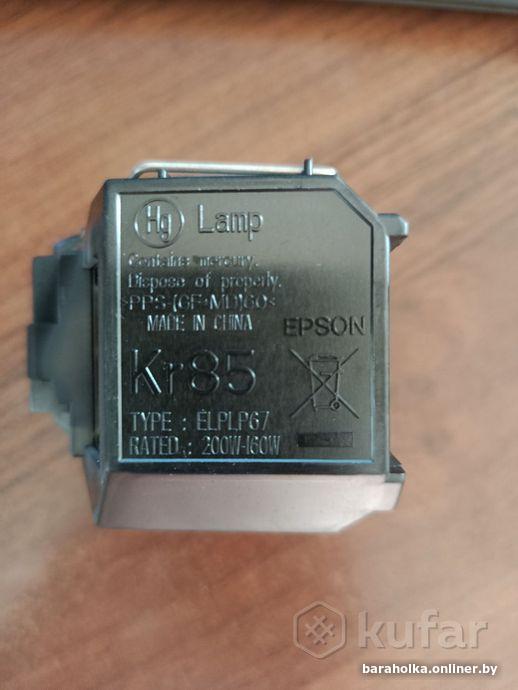 Hg Lamp
Contains mercury.
Dispose of properly.
>PPS-(GF+MD)60<
MADE IN CHINA
EPSON
Kr85
TYPE : ELPLP67
RATED : 200W-160W
kufar
baraholka.onliner.by